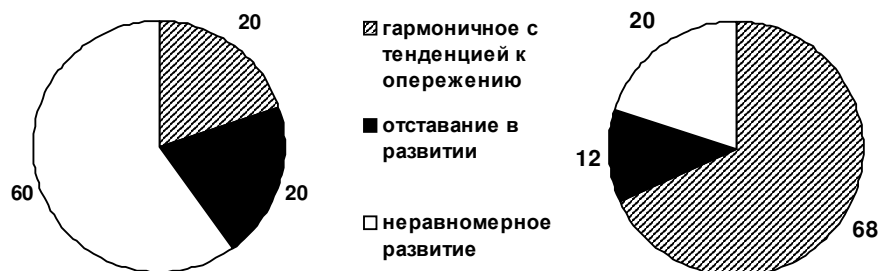 20
20
60
гармоничное с
тенденцией к
опережению
отставание в
развитии
неравномерное
развитие
20
12
68